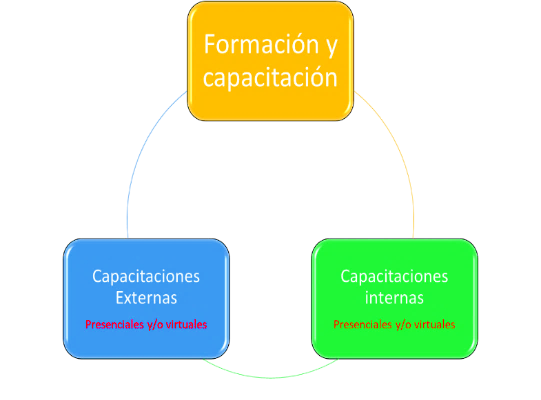 Formación y
capacitación
Capacitaciones
Externas
Presenciales y/o virtuales
Capacitaciones
internas
Presenciales y/o virtuales